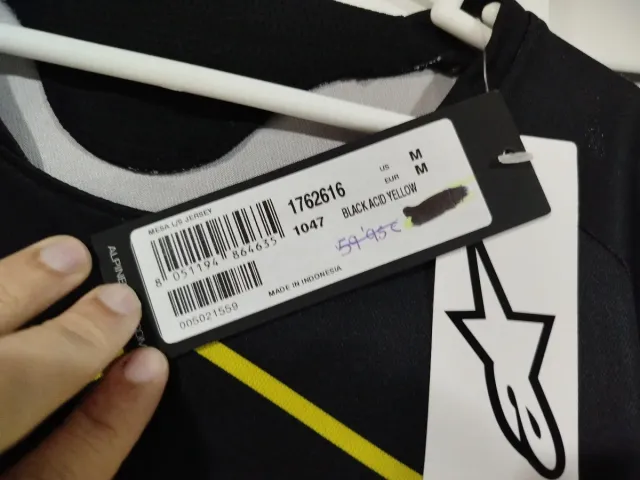 MESA L/S JERSEY
1762616
US M
EUR M
1047 BLACK ACID YELLOW
8 051194 864635
59'95€
MADE IN INDONESIA
005021559